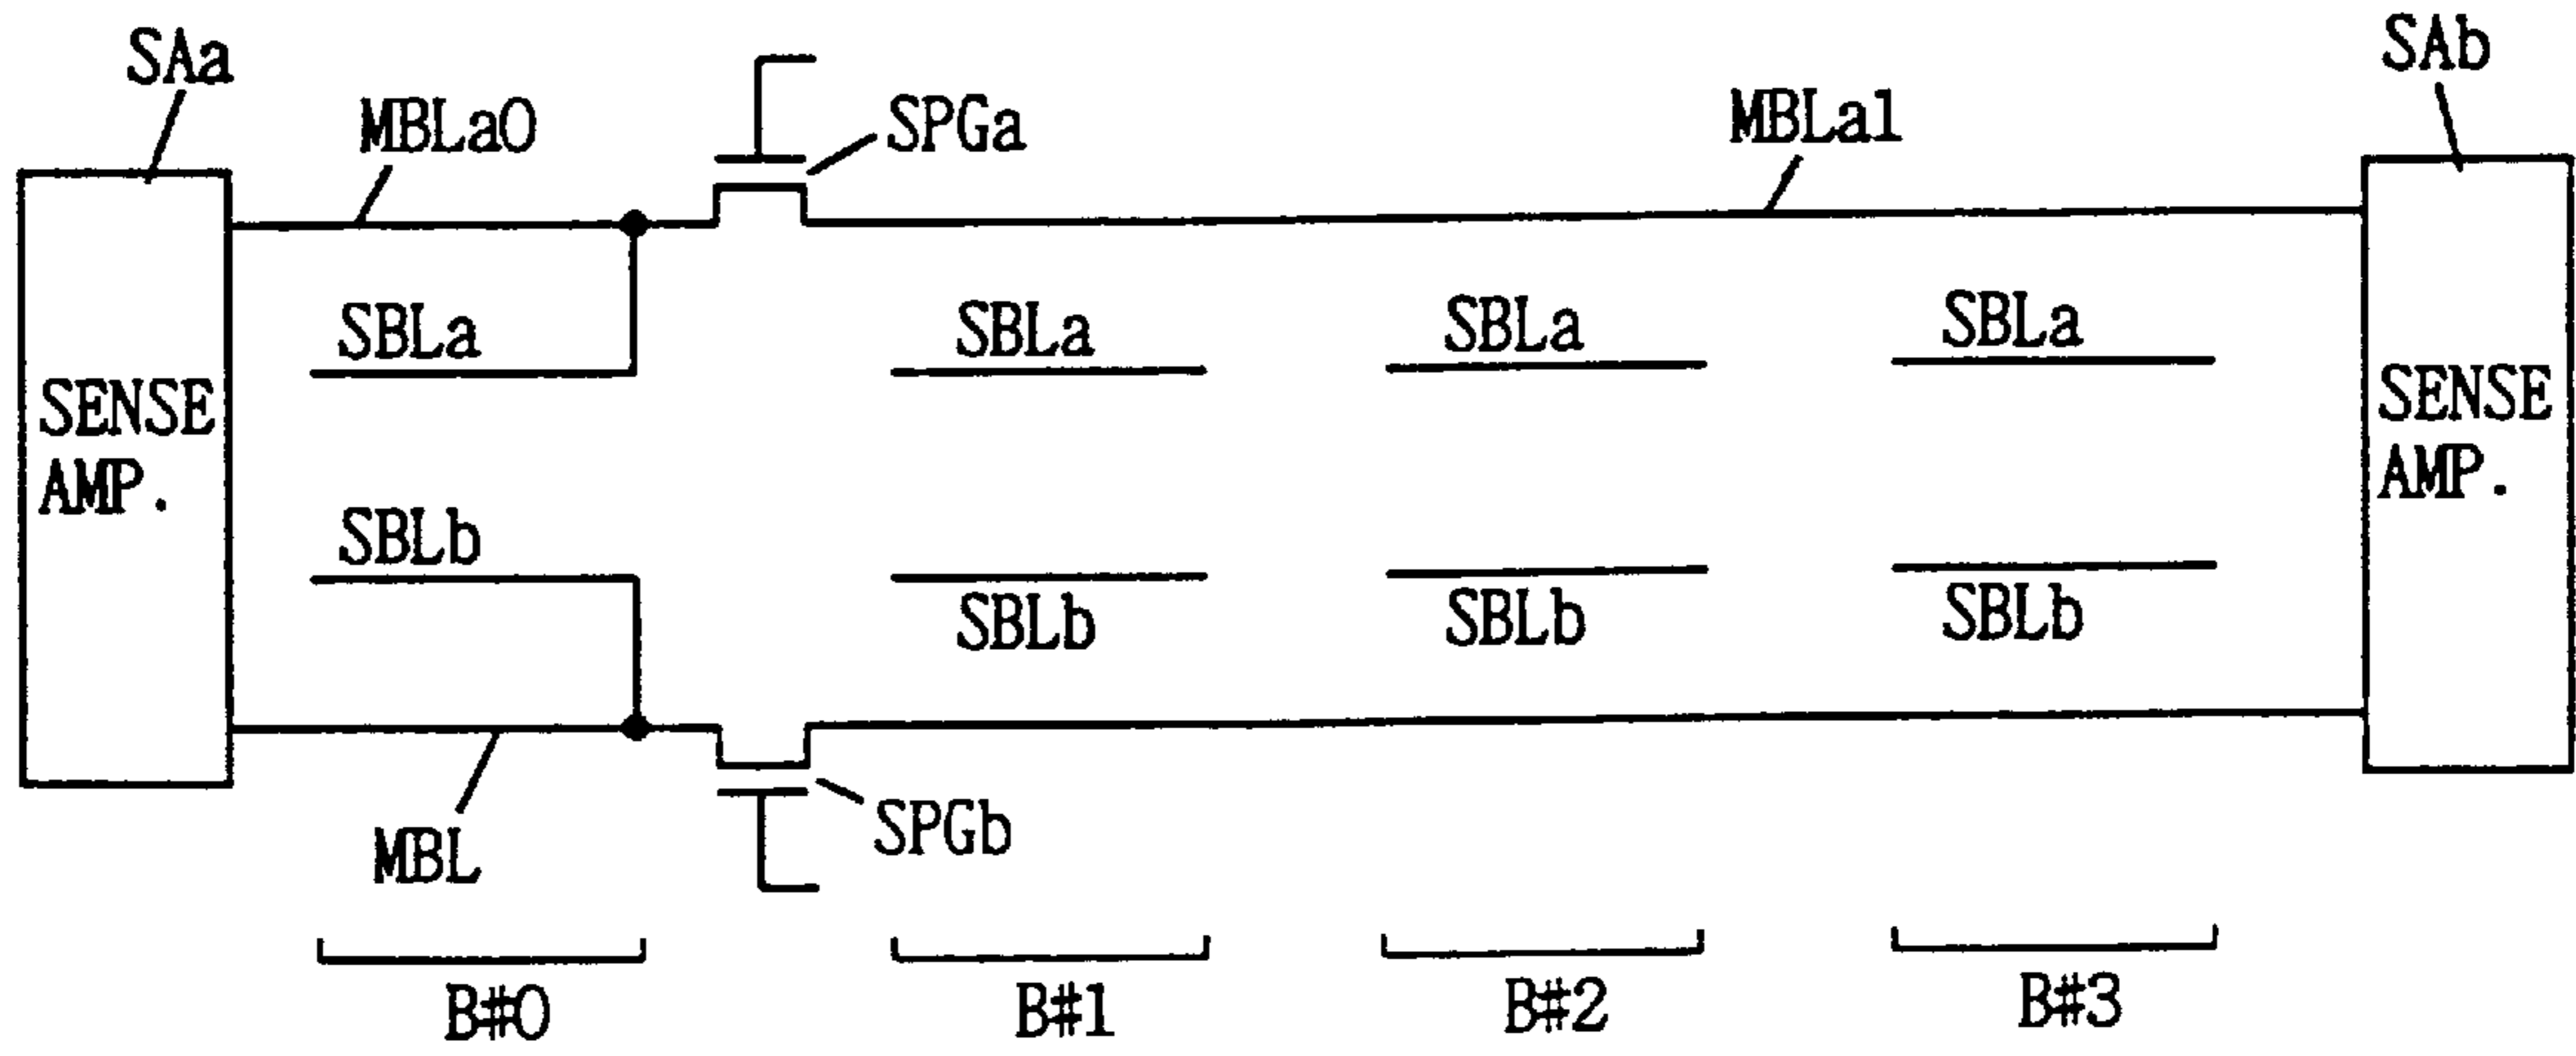 SAa
SAb
MBLa0
SPGa
MBLa1
SBLa
SBLa
SBLa
SBLa
SENSE
AMP.
SENSE
AMP.
SBLb
SBLb
SBLb
SBLb
MBL
SPGb
B#0
B#1
B#2
B#3